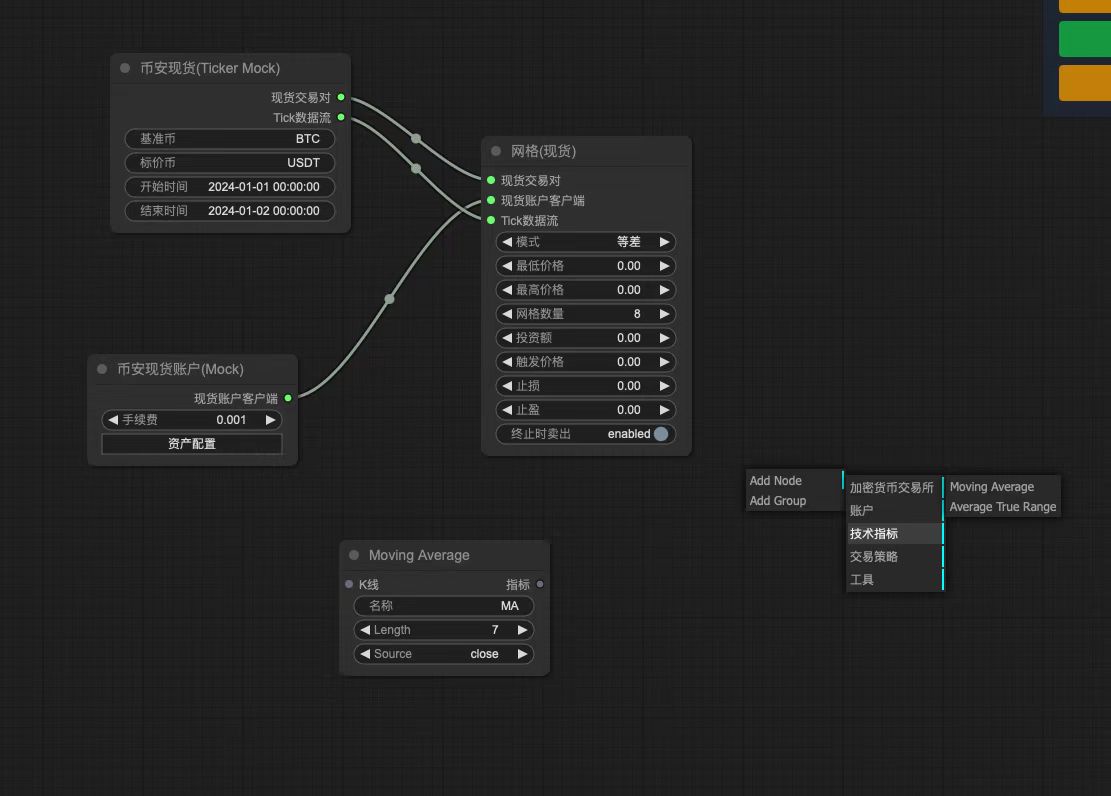 币安现货(Ticker Mock)
现货交易对
Tick数据流
基准币 BTC
标价币 USDT
开始时间 2024-01-01 00:00:00
结束时间 2024-01-02 00:00:00
网格(现货)
现货交易对
现货账户客户端
Tick数据流
模式 等差
最低价格 0.00
最高价格 0.00
网格数量 8
投资额 0.00
触发价格 0.00
止损 0.00
止盈 0.00
终止时卖出 enabled
币安现货账户(Mock)
现货账户客户端
手续费 0.001
资产配置
Moving Average
K线 指标
名称 MA
Length 7
Source close
Add Node
Add Group
加密货币交易所
账户
技术指标
交易策略
工具
Moving Average
Average True Range